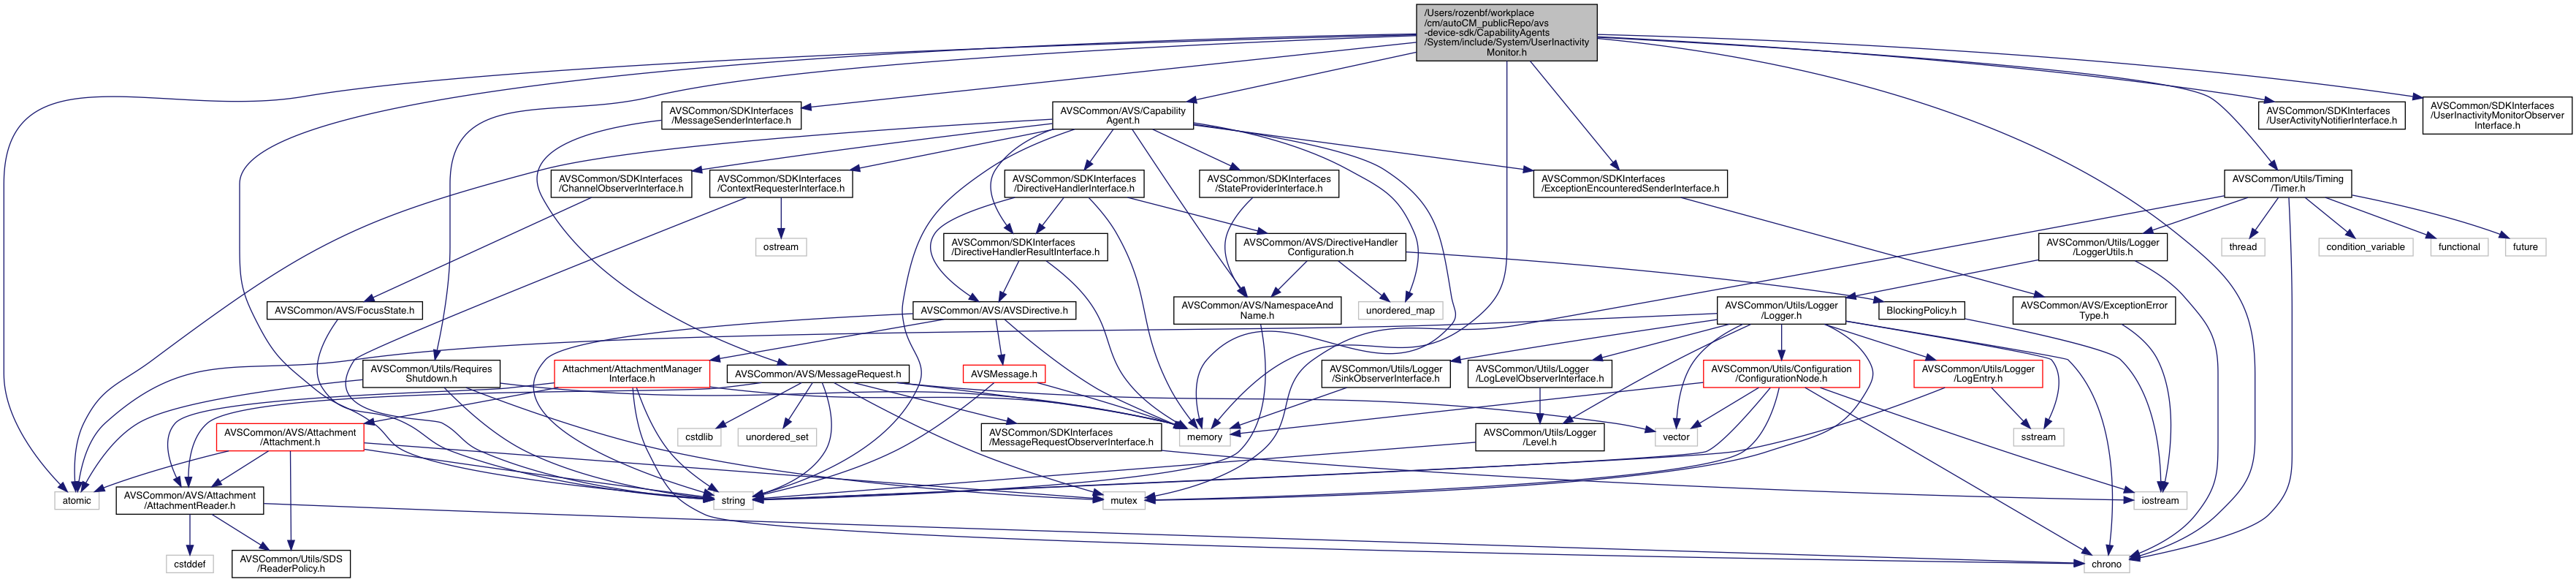 /Users/rozenbf/workplace
/cm/autoCM_publicRepo/avs
-device-sdk/CapabilityAgents
/System/include/System/UserInactivity
Monitor.h
AVSCommon/SDKInterfaces
/MessageSenderInterface.h
AVSCommon/AVS/Capability
Agent.h
AVSCommon/SDKInterfaces
/UserActivityNotifierInterface.h
AVSCommon/SDKInterfaces
/UserInactivityMonitorObserver
Interface.h
AVSCommon/SDKInterfaces
/ChannelObserverInterface.h
AVSCommon/SDKInterfaces
/ContextRequesterInterface.h
AVSCommon/SDKInterfaces
/DirectiveHandlerInterface.h
AVSCommon/SDKInterfaces
/StateProviderInterface.h
AVSCommon/SDKInterfaces
/ExceptionEncounteredSenderInterface.h
AVSCommon/Utils/Timing
/Timer.h
ostream
AVSCommon/SDKInterfaces
/DirectiveHandlerResultInterface.h
AVSCommon/AVS/DirectiveHandler
Configuration.h
AVSCommon/Utils/Logger
/LoggerUtils.h
thread
condition_variable
functional
future
AVSCommon/AVS/FocusState.h
AVSCommon/AVS/AVSDirective.h
AVSCommon/AVS/NamespaceAnd
Name.h
unordered_map
AVSCommon/Utils/Logger
/Logger.h
BlockingPolicy.h
AVSCommon/AVS/ExceptionError
Type.h
AVSCommon/Utils/Requires
Shutdown.h
Attachment/AttachmentManager
Interface.h
AVSCommon/AVS/MessageRequest.h
AVSMessage.h
AVSCommon/Utils/Logger
/SinkObserverInterface.h
AVSCommon/Utils/Logger
/LogLevelObserverInterface.h
AVSCommon/Utils/Configuration
/ConfigurationNode.h
AVSCommon/Utils/Logger
/LogEntry.h
AVSCommon/AVS/Attachment
/Attachment.h
cstdlib
unordered_set
AVSCommon/SDKInterfaces
/MessageRequestObserverInterface.h
memory
AVSCommon/Utils/Logger
/Level.h
vector
sstream
atomic
AVSCommon/AVS/Attachment
/AttachmentReader.h
string
mutex
iostream
cstddef
AVSCommon/Utils/SDS
/ReaderPolicy.h
chrono